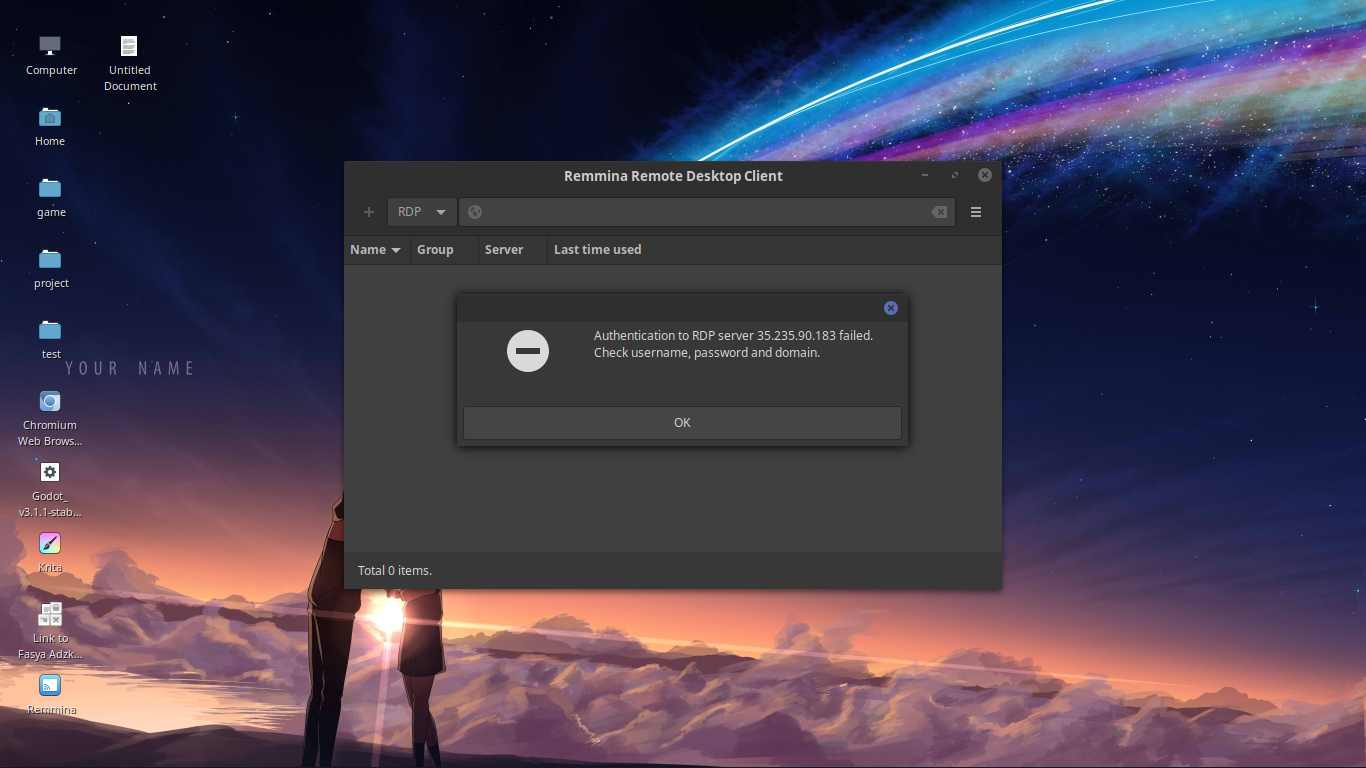 Computer
Untitled
Document
Home
game
project
test
YOUR NAME
Chromium
Web Brows...
Godot_
v3.1.1-stab...
Krita
Link to
Fasya Adzk...
Remmina
Remmina Remote Desktop Client
RDP
Name Group Server Last time used
Authentication to RDP server 35.235.90.183 failed.
Check username, password and domain.
OK
Total 0 items.